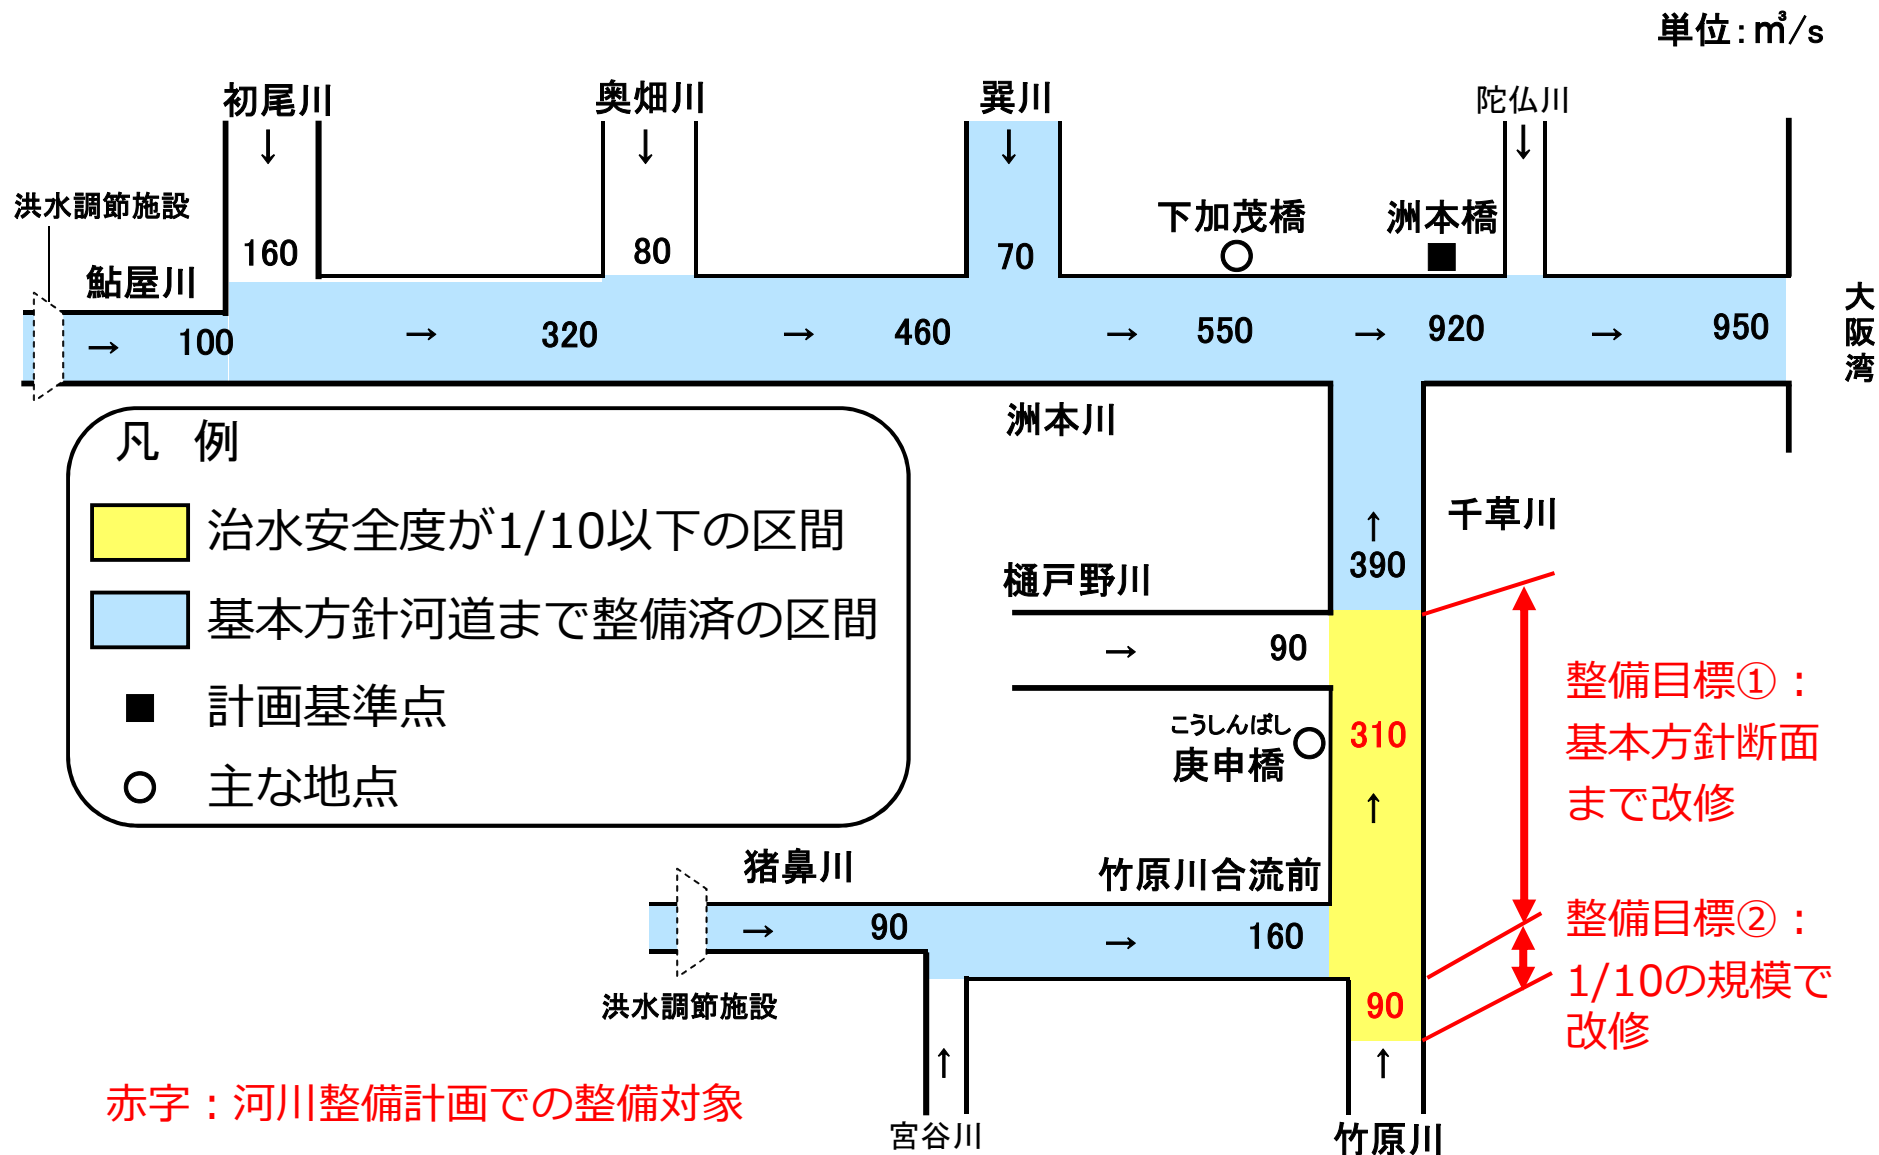 単位:㎥/s
初尾川
奥畑川
巽川
陀仏川
↓
↓
↓
↓
洪水調節施設
下加茂橋
洲本橋
160
80
70
鮎屋川
→ 100
→ 320
→ 460
→ 550
→ 920
→ 950
大阪湾
洲本川
凡 例
治水安全度が1/10以下の区間
基本方針河道まで整備済の区間
計画基準点
主な地点
千草川
↑
390
樋戸野川
→ 90
整備目標①:
基本方針断面
まで改修
310
↑
こうしんばし
庚申橋
猪鼻川
竹原川合流前
→ 90
→ 160
整備目標②:
1/10の規模で
改修
90
洪水調節施設
↑
↑
赤字:河川整備計画での整備対象
宮谷川
竹原川